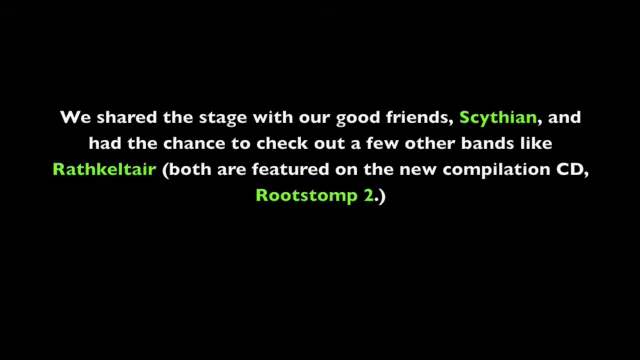 We shared the stage with our good friends, Scythian, and
had the chance to check out a few other bands like
Rathkeltair (both are featured on the new compilation CD,
Rootstomp 2.)